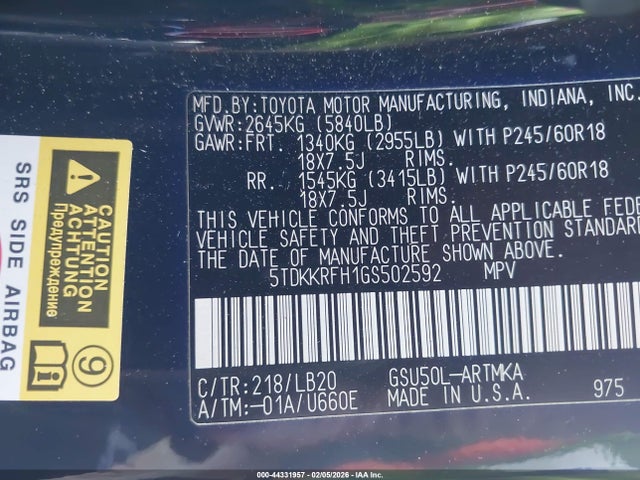 MFD.BY:TOYOTA MOTOR MANUFACTURING, INDIANA, INC.
GVWR:2645KG (5840LB)
GAWR:FRT. 1340KG (2955LB) WITH P245/60R18
18X7.5J RIMS.
RR. 1545KG (3415LB) WITH P245/60R18
18X7.5J RIMS.
THIS VEHICLE CONFORMS TO ALL APPLICABLE FEDE
VEHICLE SAFETY AND THEFT PREVENTION STANDAR
THE DATE OF MANUFACTURE SHOWN ABOVE.
5TDKKRFH1GS502592 MPV
C/TR:218/LB20 GSU50L-ARTMKA
A/TM:-01A/U660E MADE IN U.S.A. 975
SRS SIDE AIRBAG
CAUTION
ATTENTION
ACHTUNG
Предупреждение
9
i
000-44331957 - 02/05/2026 - IAA Inc.